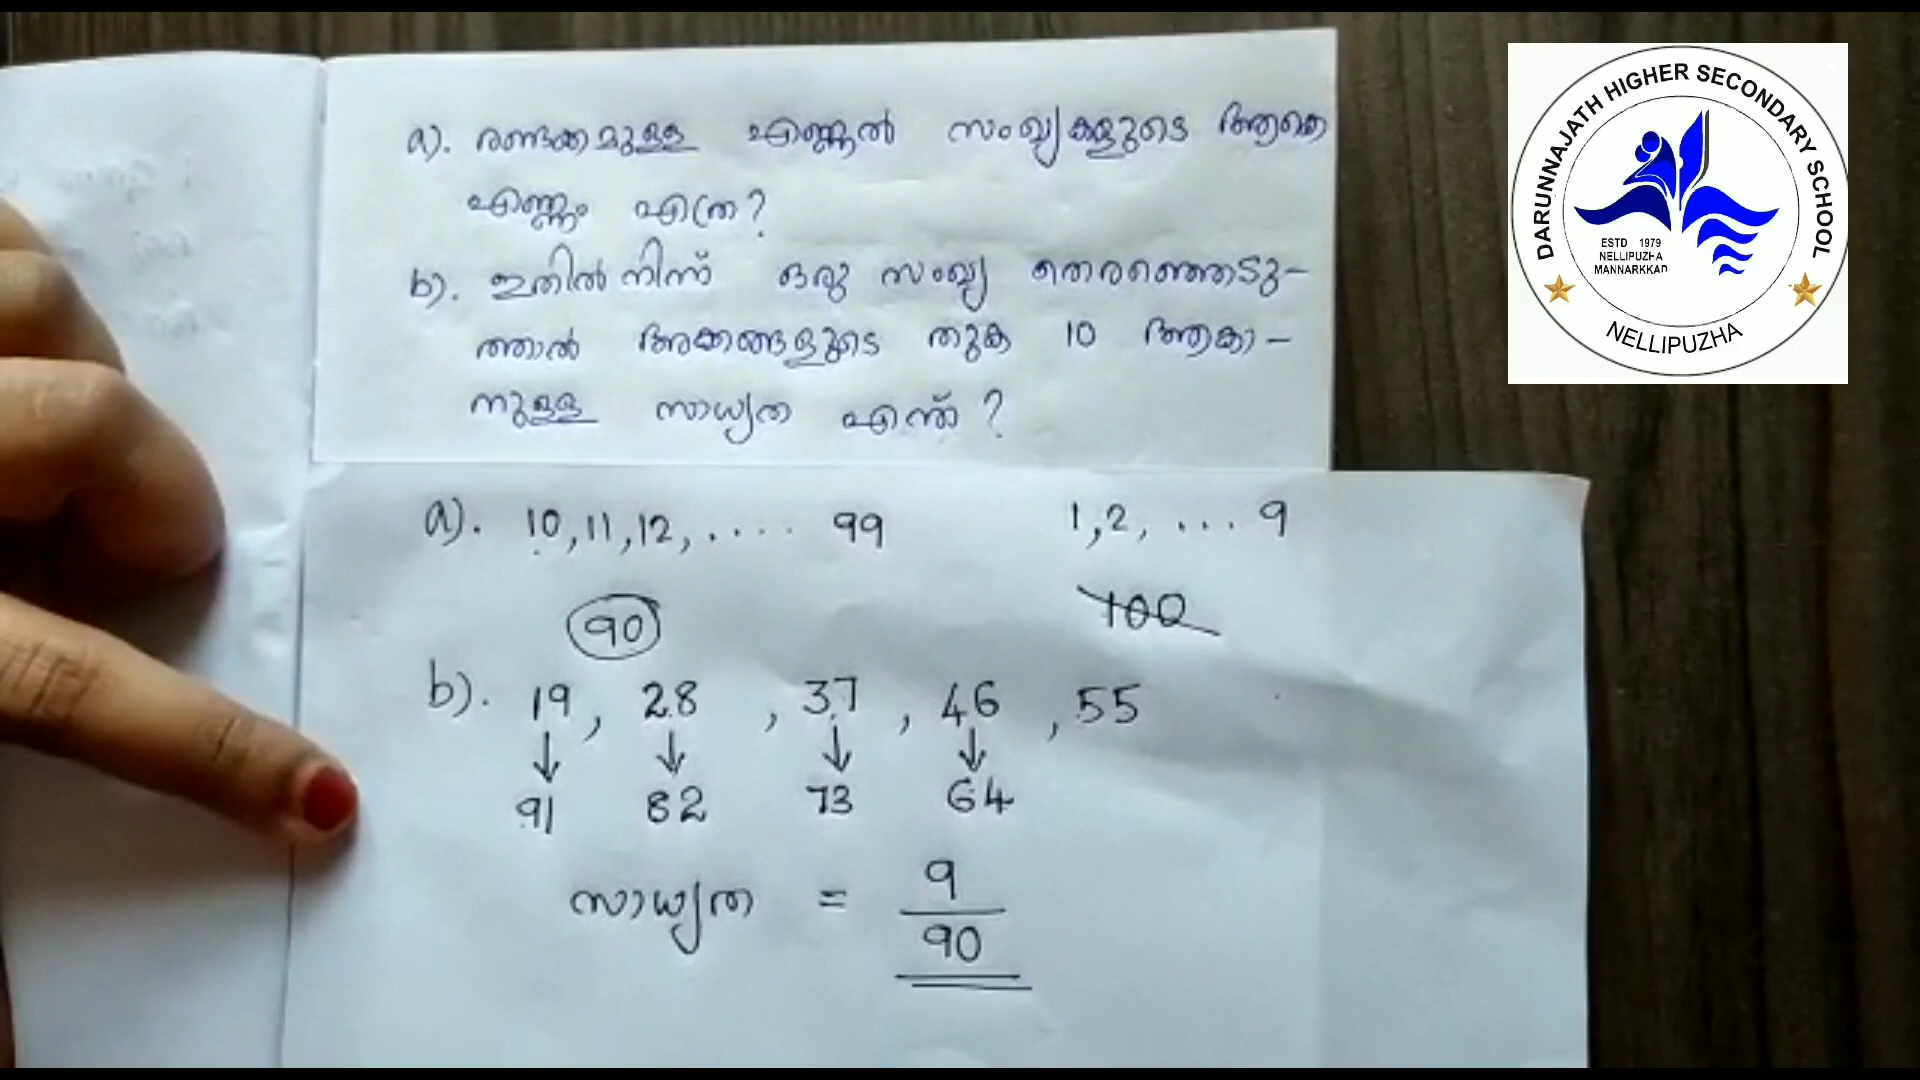 a). രണ്ടക്കമുള്ള എണ്ണൽ സംഖ്യകളുടെ ആകെ
എണ്ണം എത്ര?
b). ഇതിൽ നിന്ന് ഒരു സംഖ്യ തെരഞ്ഞെടു-
ത്താൽ അക്കങ്ങളുടെ തുക 10 ആകാ-
നുള്ള സാധ്യത എന്ത്?
a). 10, 11, 12, ..... 99 1, 2, ... 9
90 100
b). 19, 28, 37, 46, 55
↓ ↓ ↓ ↓
91 82 73 64
സാധ്യത = 9
90
DARUNNAJATH HIGHER SECONDARY SCHOOL
ESTD 1979
NELLIPUZHA
MANNARKKAD
NELLIPUZHA